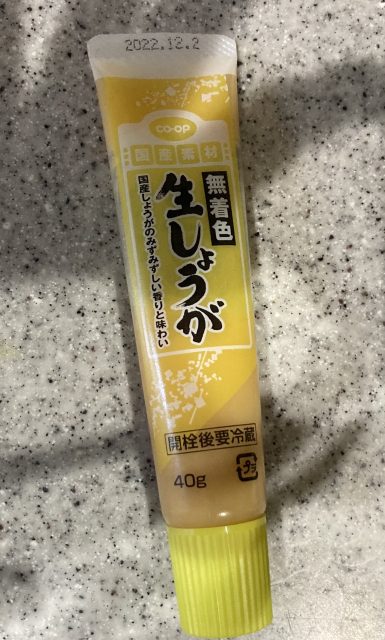 2022.12.2
CO·OP
国産素材
無着色
生しょうが
国産しょうがのみずみずしい香りと味わい
開栓後要冷蔵
プラ
40g